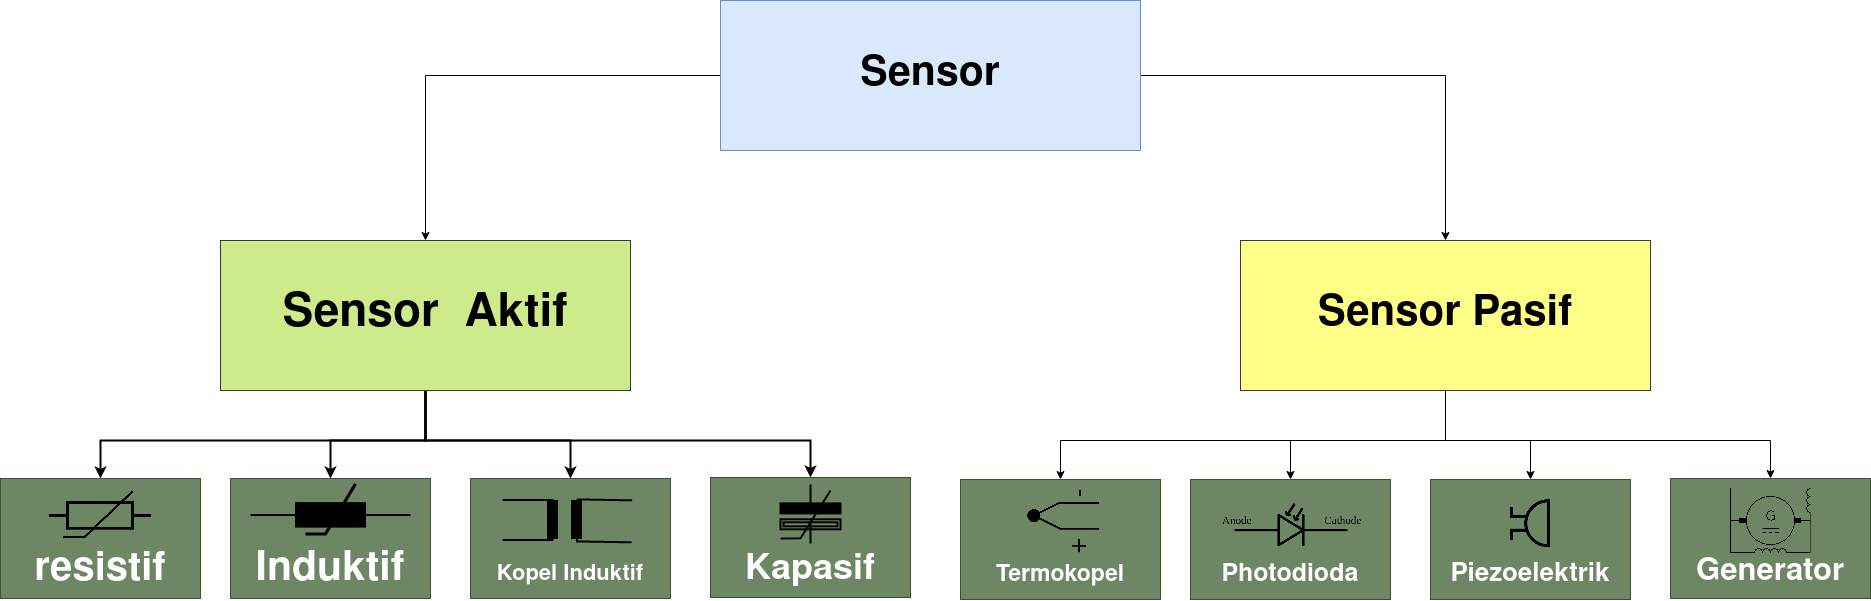 Sensor
Sensor Aktif
Sensor Pasif
resistif
Induktif
Kopel Induktif
Kapasif
-
+
Termokopel
Anode
Cathode
Photodioda
Piezoelektrik
G
Generator